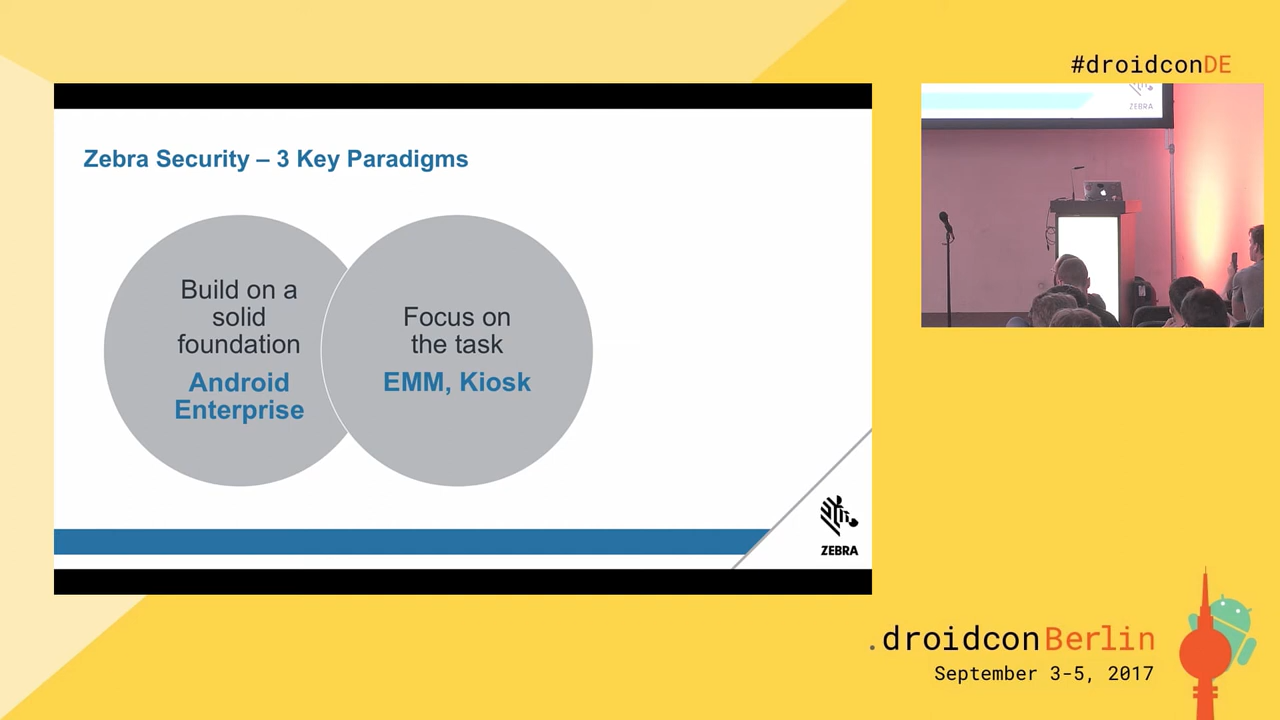 #droidconDE
ZEBRA
Zebra Security – 3 Key Paradigms
Build on a
solid
foundation
Android
Enterprise
Focus on
the task
EMM, Kiosk
ZEBRA
.droidconBerlin
September 3-5, 2017